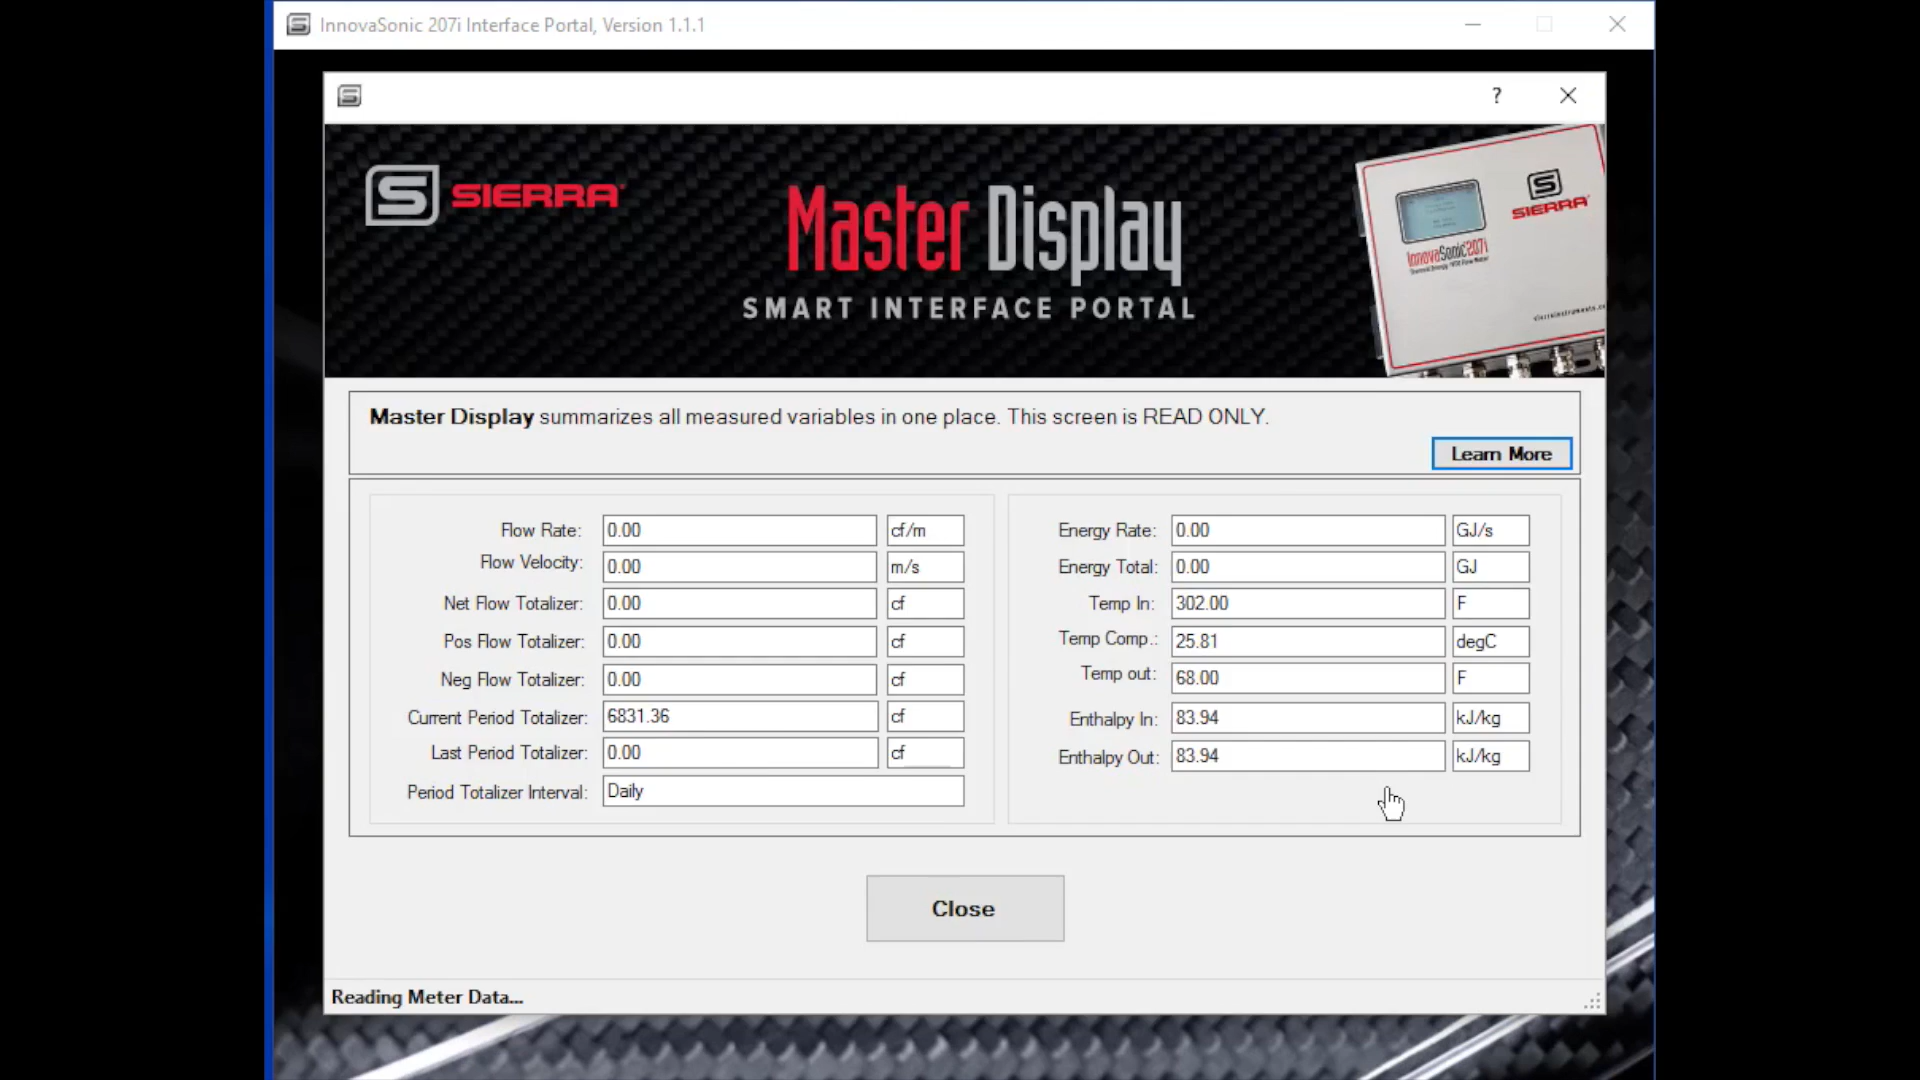 InnovaSonic 207i Interface Portal, Version 1.1.1
?
SIERRA
Master Display
SMART INTERFACE PORTAL
SIERRA
InnovaSonic 207i
Master Display summarizes all measured variables in one place. This screen is READ ONLY.
Learn More
Flow Rate: 0.00 cf/m
Flow Velocity: 0.00 m/s
Net Flow Totalizer: 0.00 cf
Pos Flow Totalizer: 0.00 cf
Neg Flow Totalizer: 0.00 cf
Current Period Totalizer: 6831.36 cf
Last Period Totalizer: 0.00 cf
Period Totalizer Interval: Daily
Energy Rate: 0.00 GJ/s
Energy Total: 0.00 GJ
Temp In: 302.00 F
Temp Comp.: 25.81 degC
Temp out: 68.00 F
Enthalpy In: 83.94 kJ/kg
Enthalpy Out: 83.94 kJ/kg
Close
Reading Meter Data...